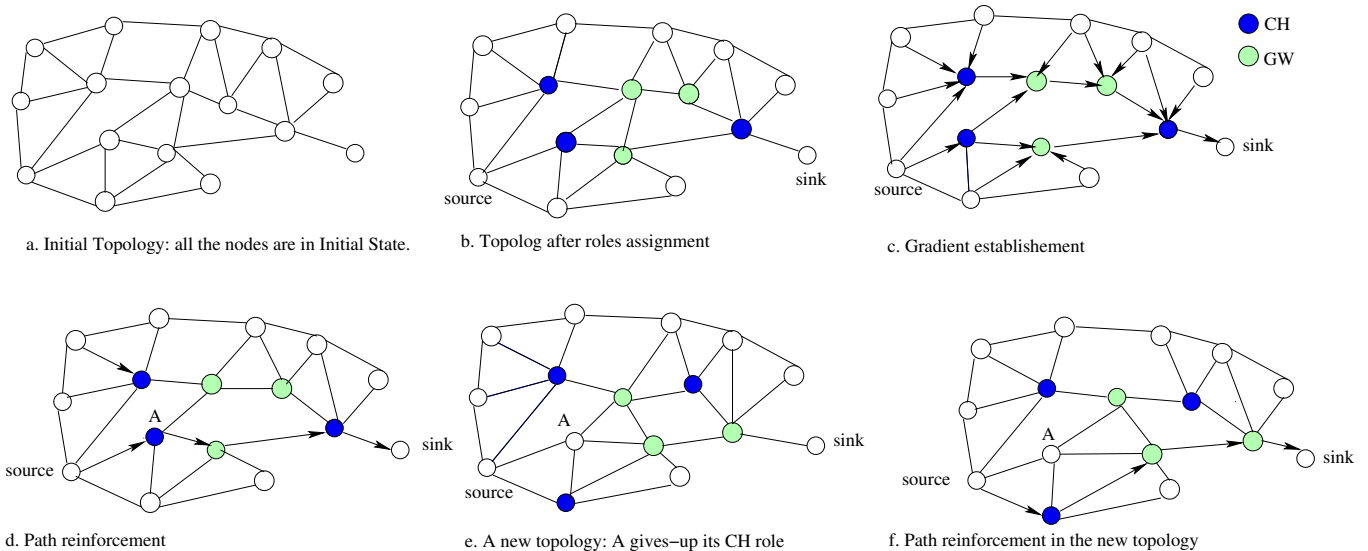 CH
GW
source
sink
source
sink
a. Initial Topology: all the nodes are in Initial State.
b. Topolog after roles assignment
c. Gradient establishement
A
source
sink
A
source
sink
A
source
sink
d. Path reinforcement
e. A new topology: A gives−up its CH role
f. Path reinforcement in the new topology